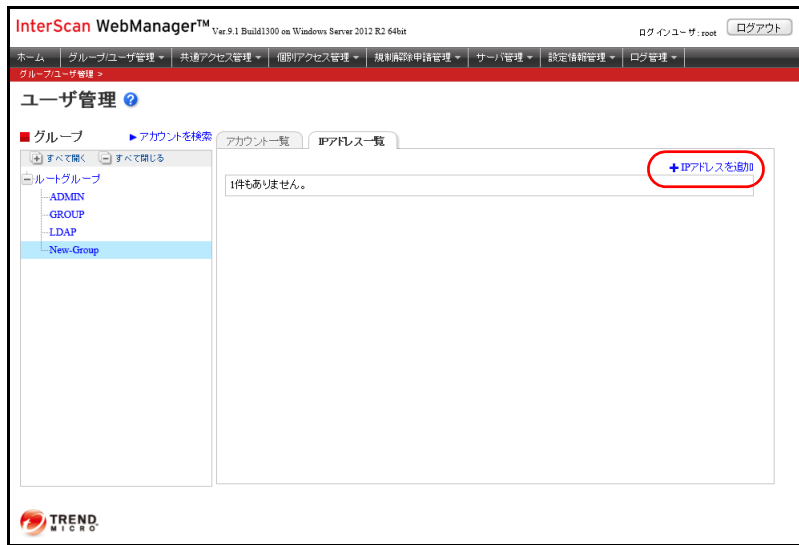 InterScan WebManager™ Ver.9.1 Build1300 on Windows Server 2012 R2 64bit
ログインユーザ: root ログアウト
ホーム グループ/ユーザ管理 共通アクセス管理 個別アクセス管理 規制解除申請管理 サーバ管理 設定情報管理 ログ管理
グループ/ユーザ管理 >
ユーザ管理 ?
グループ ▶アカウントを検索
アカウント一覧 IPアドレス一覧
すべて開く すべて閉じる
+IPアドレスを追加
ルートグループ
1件もありません。
ADMIN
GROUP
LDAP
New-Group
TREND
MICRO